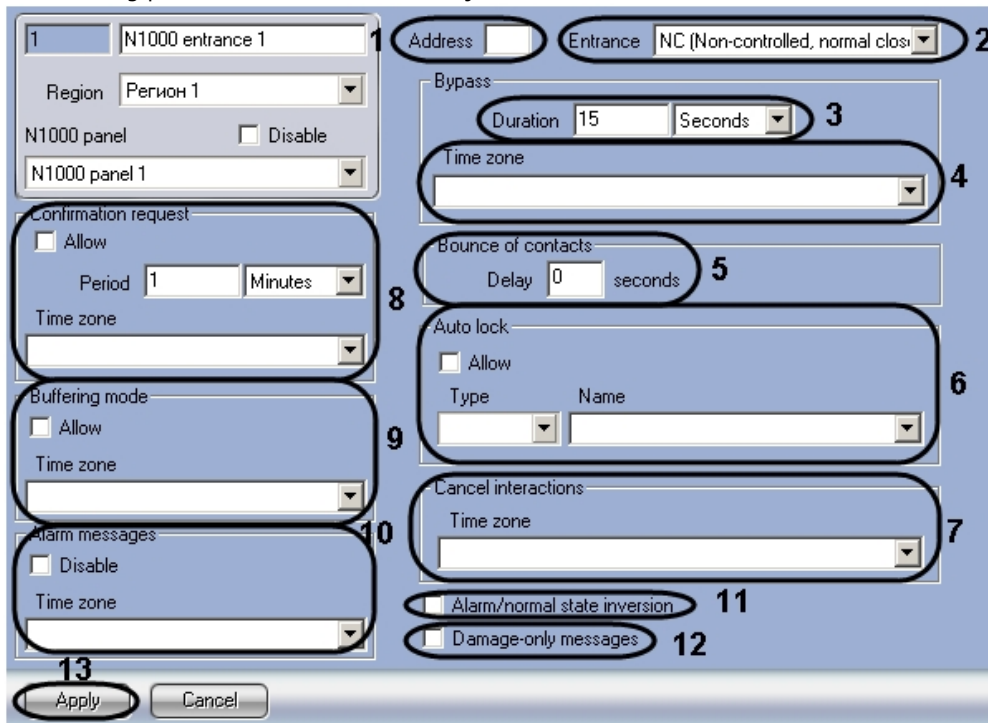 1 N1000 entrance 1
Region Регион 1
N1000 panel Disable
N1000 panel 1
1 Address Entrance NC (Non-controlled, normal clos 2
Bypass
Duration 15 Seconds 3
Time zone
4
Bounce of contacts
Delay 0 seconds 5
Auto lock
Allow
Type Name
6
Cancel interactions
Time zone
7
Confirmation request
Allow
Period 1 Minutes
8
Time zone
Buffering mode
Allow
9
Time zone
Alarm messages 10
Disable
Time zone
Alarm/normal state inversion 11
Damage-only messages 12
13
Apply Cancel